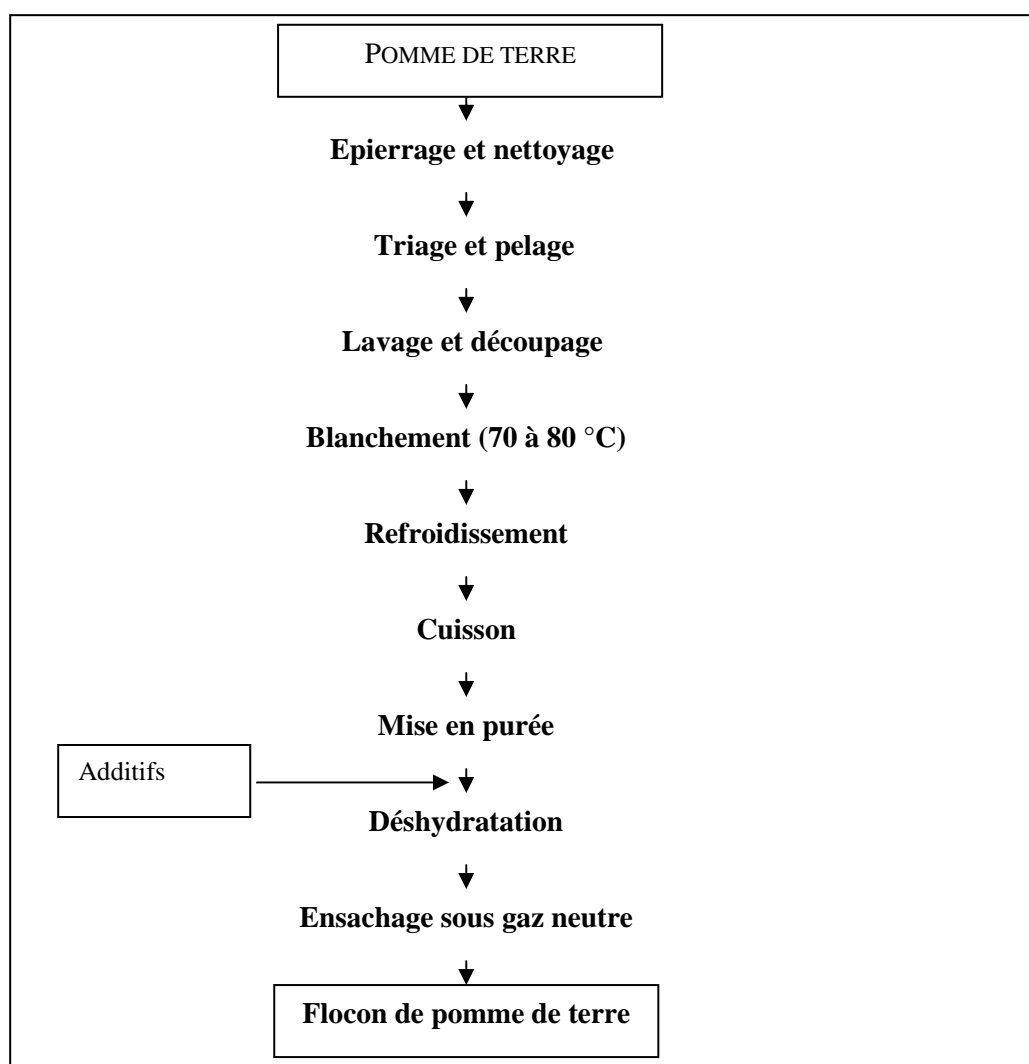 POMME DE TERRE
Epierrage et nettoyage
Triage et pelage
Lavage et découpage
Blanchement (70 à 80 °C)
Refroidissement
Cuisson
Mise en purée
Additifs
Déshydratation
Ensachage sous gaz neutre
Flocon de pomme de terre